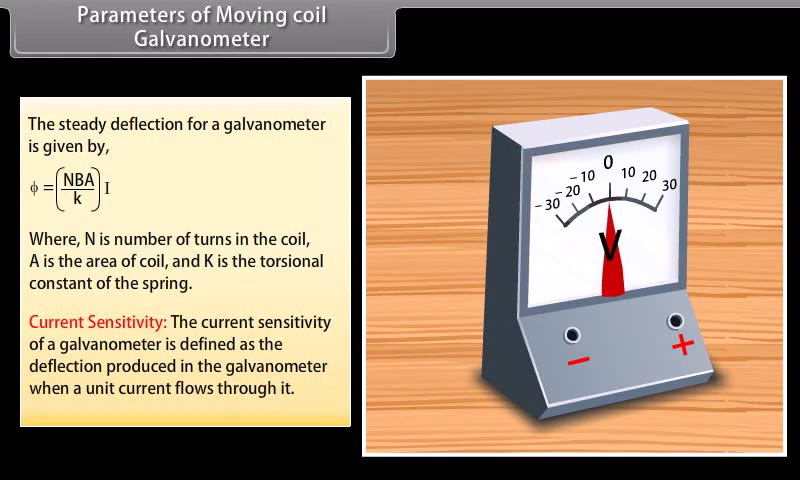 Parameters of Moving coil
Galvanometer
The steady deflection for a galvanometer
is given by,
ϕ = (NBA/k) I
Where, N is number of turns in the coil,
A is the area of coil, and K is the torsional
constant of the spring.
Current Sensitivity: The current sensitivity
of a galvanometer is defined as the
deflection produced in the galvanometer
when a unit current flows through it.
-30 -20 -10 0 10 20 30
V
- +